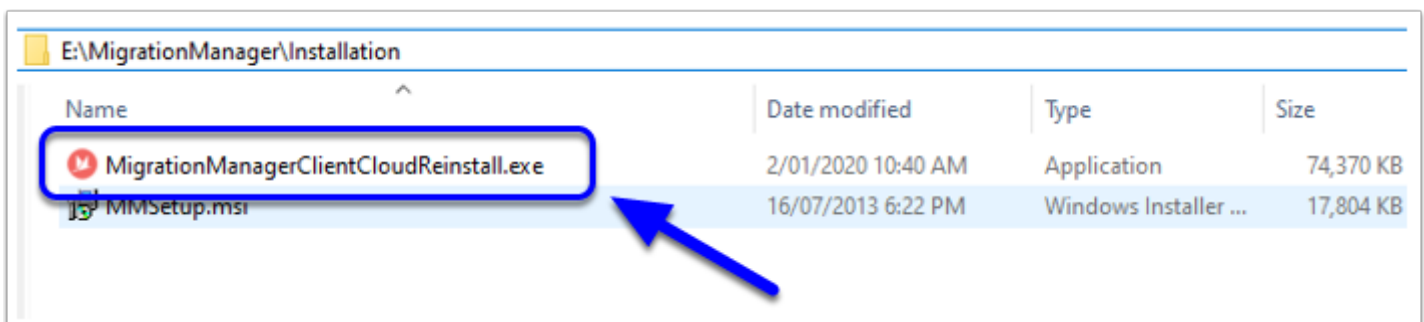 E:\MigrationManager\Installation
Name Date modified Type Size
MigrationManagerClientCloudReinstall.exe 2/01/2020 10:40 AM Application 74,370 KB
MMSetup.msi 16/07/2013 6:22 PM Windows Installer ... 17,804 KB